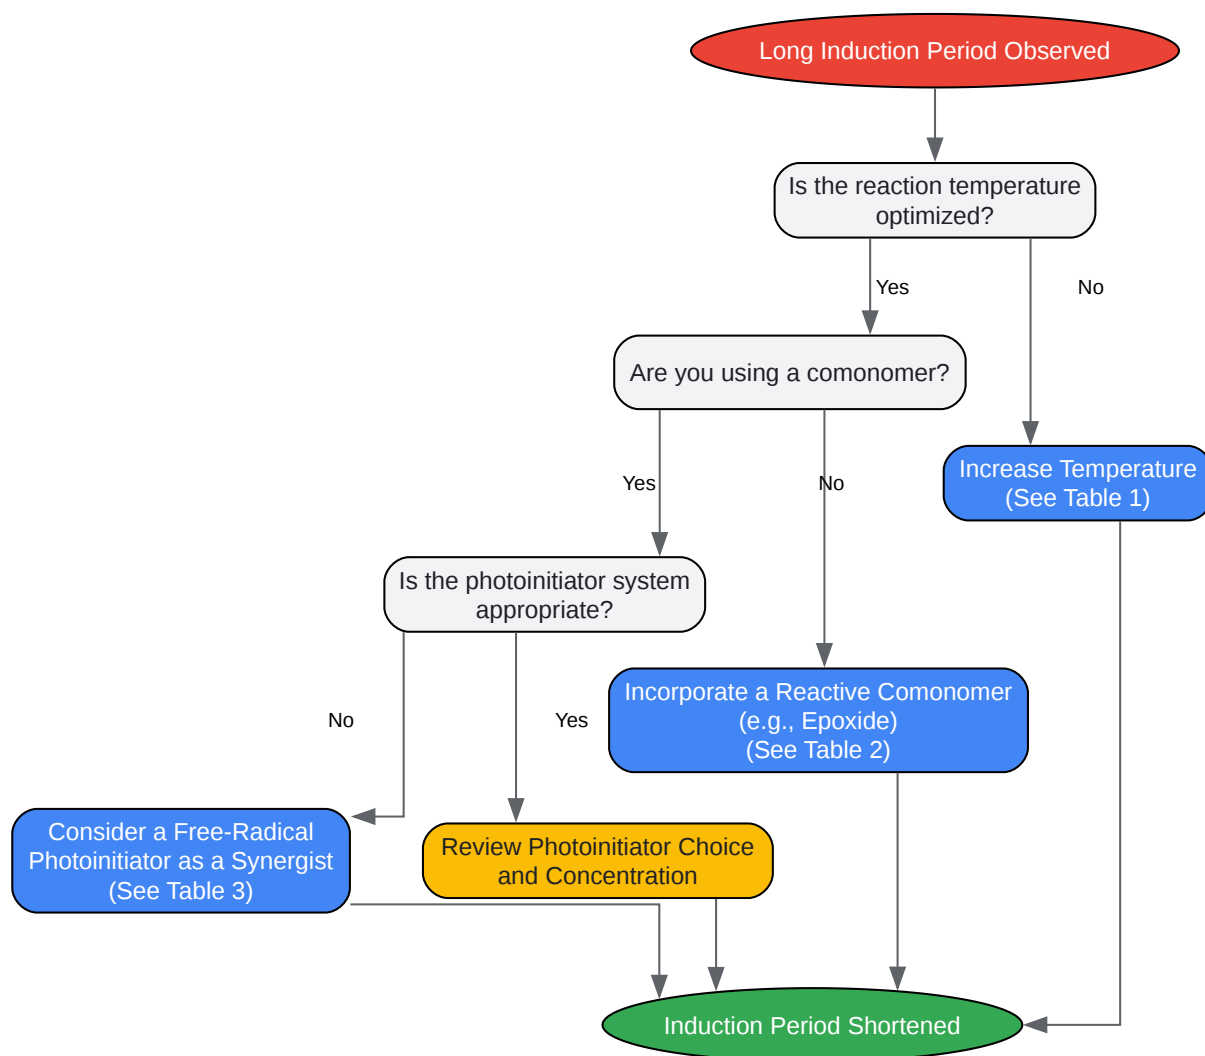 Long Induction Period Observed
Is the reaction temperature
optimized?
Yes
No
Are you using a comonomer?
Increase Temperature
(See Table 1)
Yes
No
Is the photoinitiator system
appropriate?
Incorporate a Reactive Comonomer
(e.g., Epoxide)
(See Table 2)
No
Yes
Consider a Free-Radical
Photoinitiator as a Synergist
(See Table 3)
Review Photoinitiator Choice
and Concentration
Induction Period Shortened